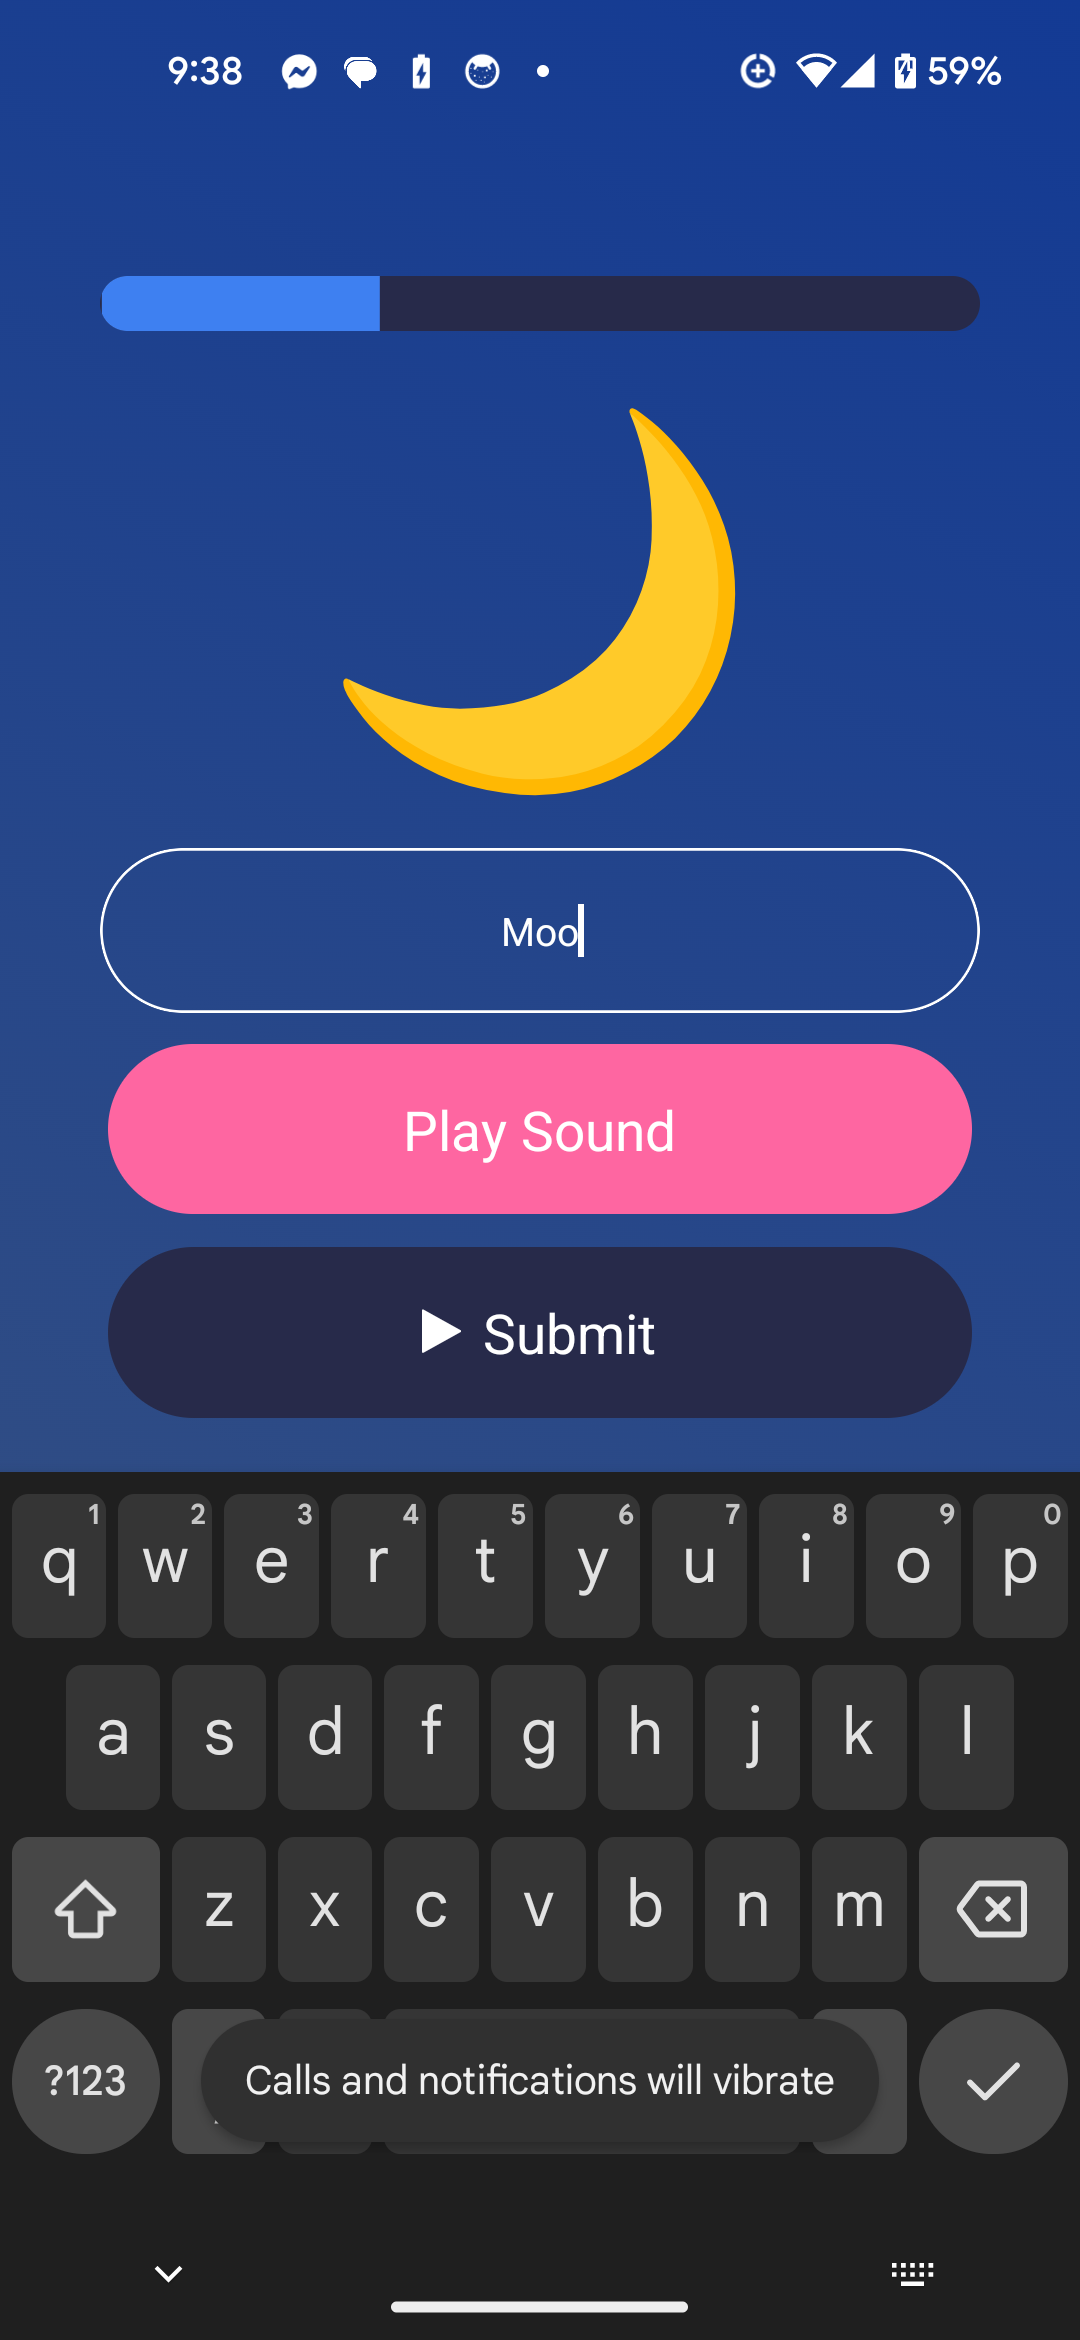 9:38 59%
Moo
Play Sound
Submit
1 2 3 4 5 6 7 8 9 0
q w e r t y u i o p
a s d f g h j k l
z x c v b n m
?123
Calls and notifications will vibrate